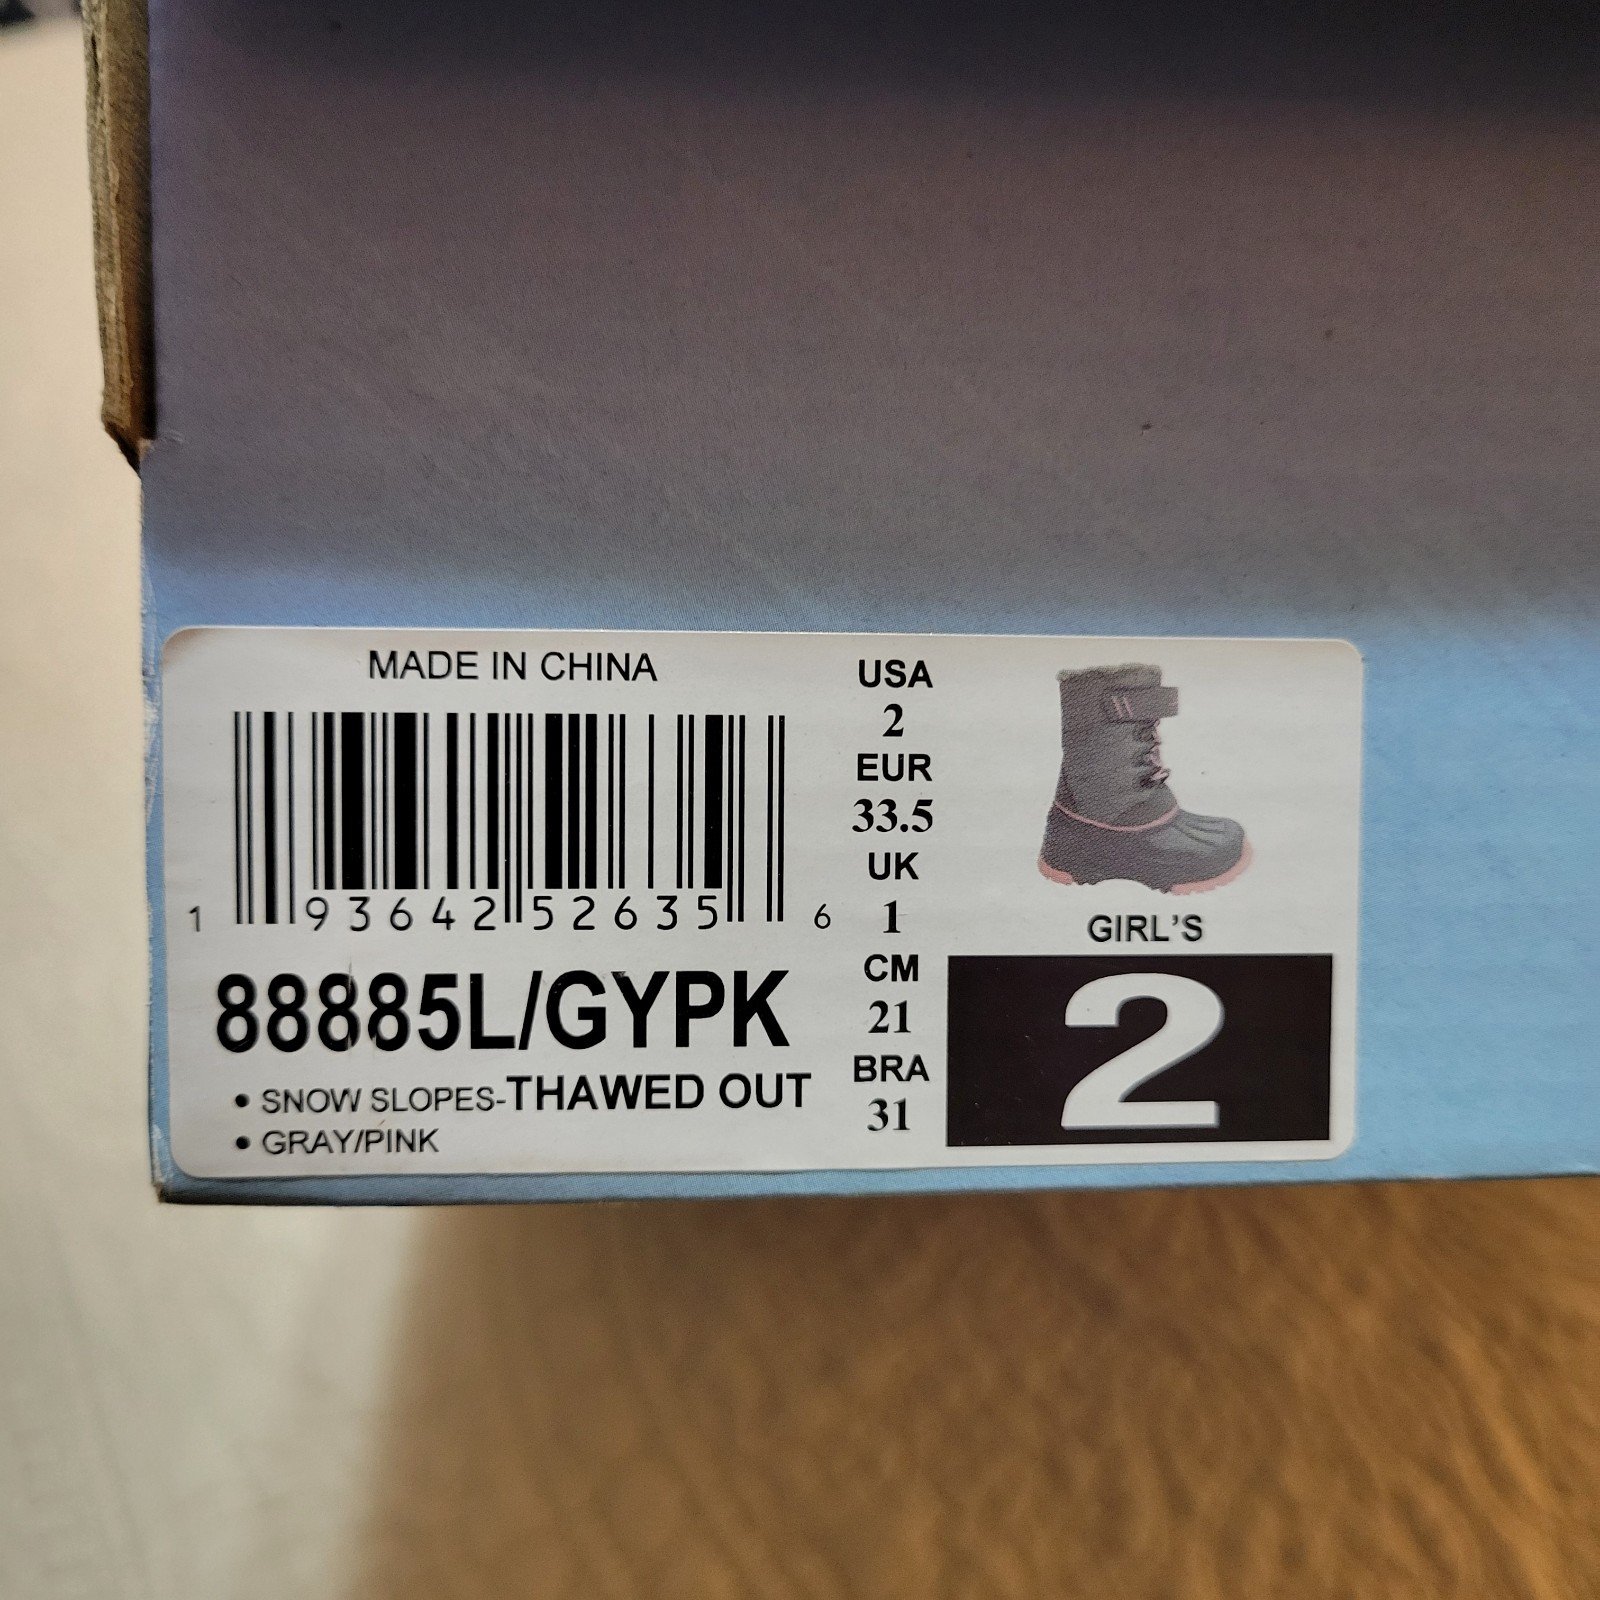 MADE IN CHINA
1 93642 52635 6
88885L/GYPK
• SNOW SLOPES-THAWED OUT
• GRAY/PINK
USA
2
EUR
33.5
UK
1
CM
21
BRA
31
GIRL'S
2